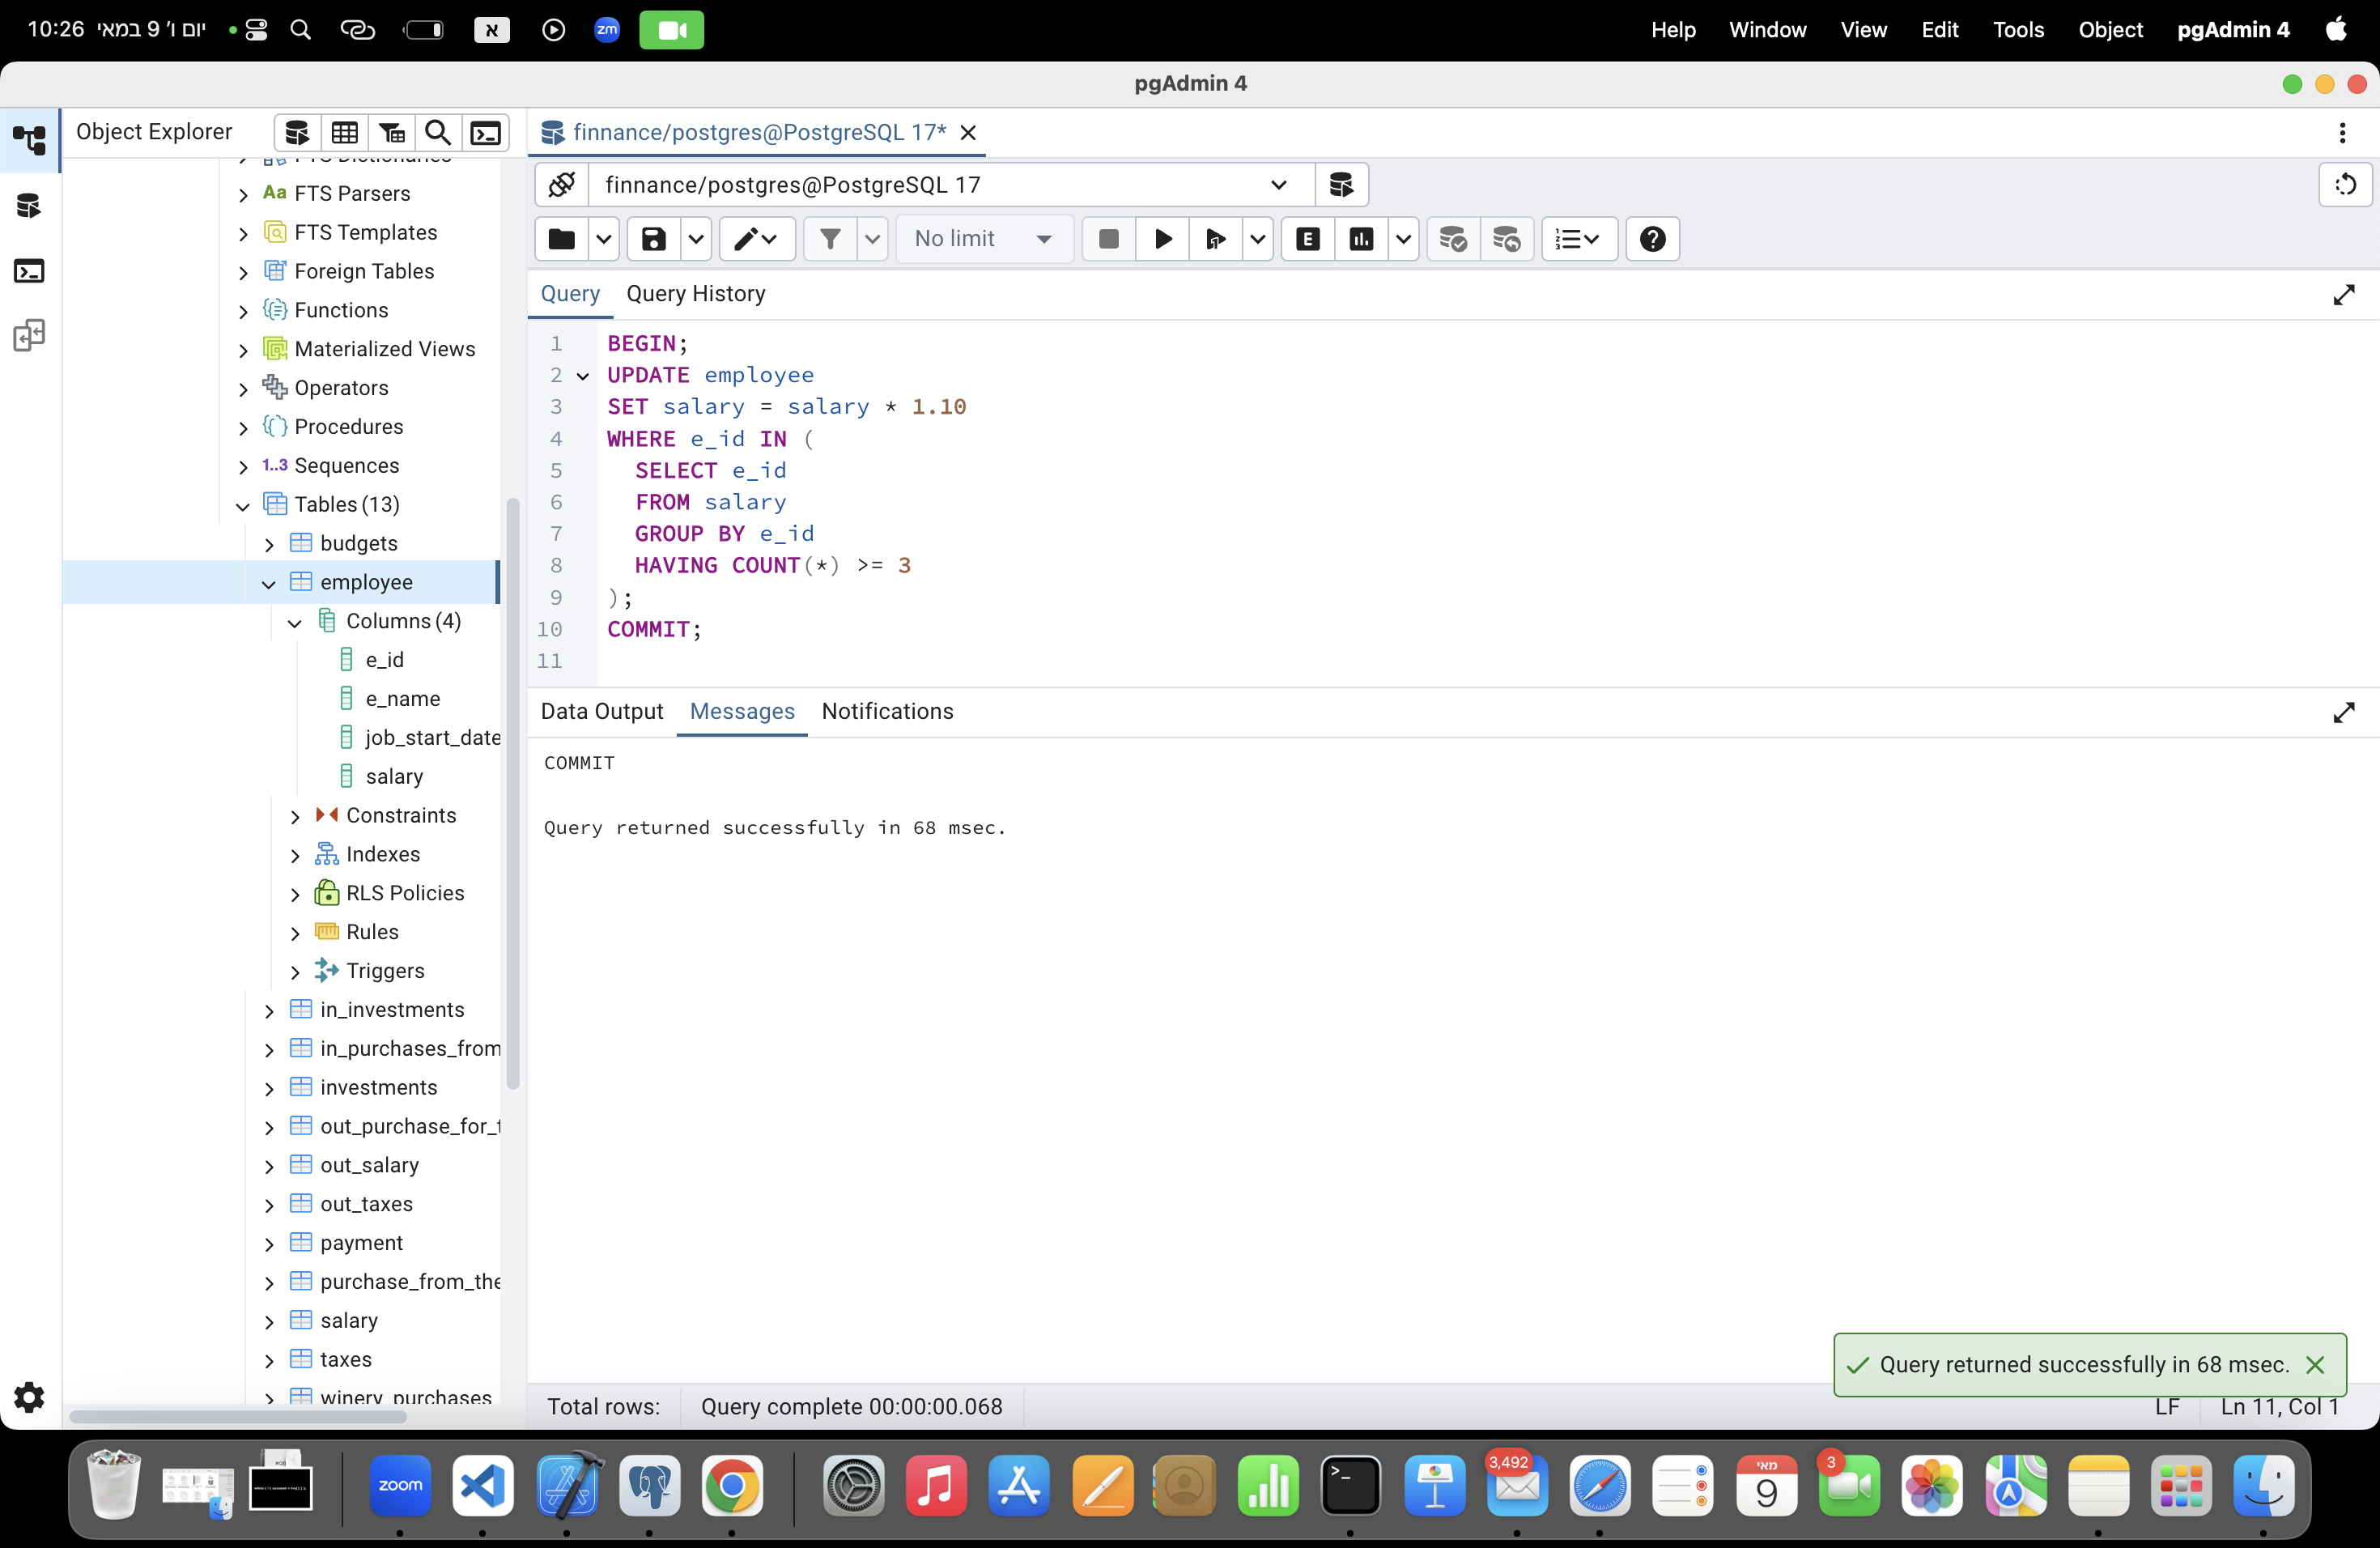 10:26 יום ו׳ 9 במאי
א
zm
Help Window View Edit Tools Object pgAdmin 4
pgAdmin 4
Object Explorer
FTS Dictionaries
Aa FTS Parsers
FTS Templates
Foreign Tables
Functions
Materialized Views
Operators
Procedures
1..3 Sequences
Tables (13)
budgets
employee
Columns (4)
e_id
e_name
job_start_date
salary
Constraints
Indexes
RLS Policies
Rules
Triggers
in_investments
in_purchases_from
investments
out_purchase_for_t
out_salary
out_taxes
payment
purchase_from_the
salary
taxes
winery_purchases
finnance/postgres@PostgreSQL 17*
finnance/postgres@PostgreSQL 17
No limit
E
Query Query History
1 BEGIN;
2 UPDATE employee
3 SET salary = salary * 1.10
4 WHERE e_id IN (
5 SELECT e_id
6 FROM salary
7 GROUP BY e_id
8 HAVING COUNT(*) >= 3
9 );
10 COMMIT;
11
Data Output Messages Notifications
COMMIT
Query returned successfully in 68 msec.
Query returned successfully in 68 msec.
Total rows: Query complete 00:00:00.068 LF Ln 11, Col 1
zoom
3,492
מאי
9
3